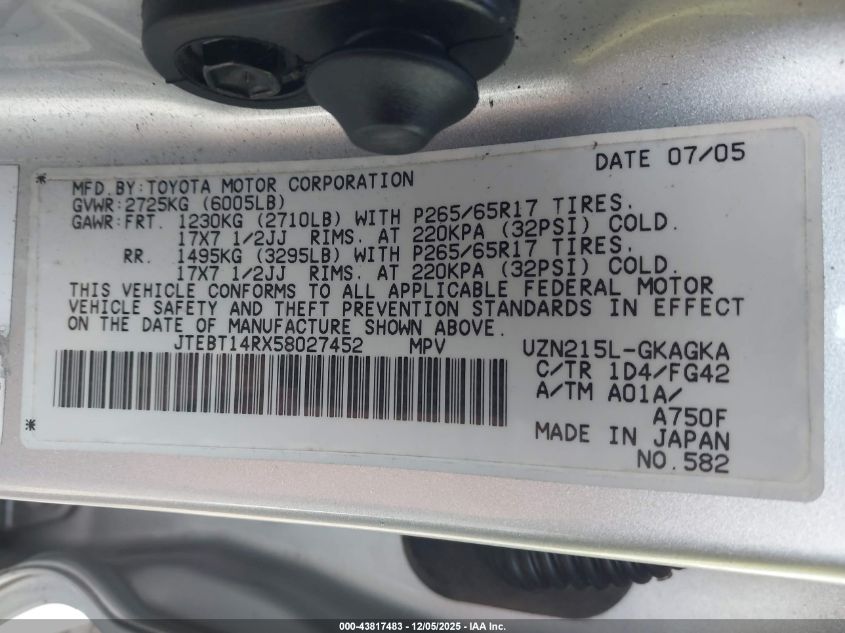 DATE 07/05
MFD.BY:TOYOTA MOTOR CORPORATION
GVWR:2725KG (6005LB)
GAWR:FRT. 1230KG (2710LB) WITH P265/65R17 TIRES.
17X7 1/2JJ RIMS. AT 220KPA (32PSI) COLD.
RR. 1495KG (3295LB) WITH P265/65R17 TIRES.
17X7 1/2JJ RIMS. AT 220KPA (32PSI) COLD.
THIS VEHICLE CONFORMS TO ALL APPLICABLE FEDERAL MOTOR
VEHICLE SAFETY AND THEFT PREVENTION STANDARDS IN EFFECT
ON THE DATE OF MANUFACTURE SHOWN ABOVE.
*JTEBT14RX58027452* MPV UZN215L-GKAGKA
C/TR 1D4/FG42
A/TM A01A/
A750F
MADE IN JAPAN
NO.582
000-43817483 - 12/05/2025 - IAA Inc.